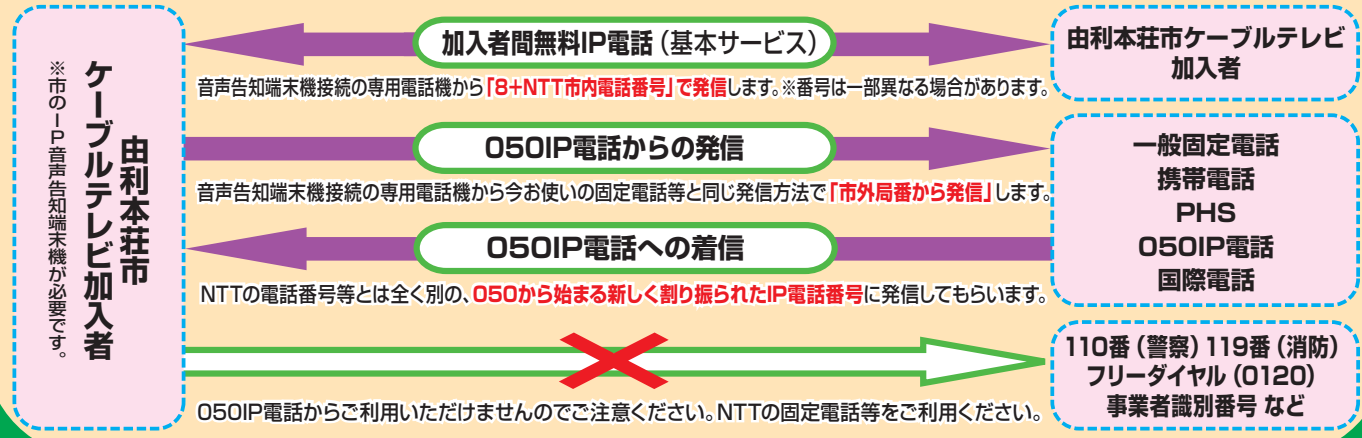 由利本荘市
ケーブルテレビ加入者
※市のIP音声告知端末機が必要です。
加入者間無料IP電話（基本サービス）
音声告知端末機接続の専用電話機から「8+NTT市内電話番号」で発信します。※番号は一部異なる場合があります。
由利本荘市ケーブルテレビ
加入者
050IP電話からの発信
音声告知端末機接続の専用電話機から今お使いの固定電話等と同じ発信方法で「市外局番から発信」します。
050IP電話への着信
NTTの電話番号等とは全く別の、050から始まる新しく割り振られたIP電話番号に発信してもらいます。
一般固定電話
携帯電話
PHS
050IP電話
国際電話
050IP電話からご利用いただけませんのでご注意ください。NTTの固定電話等をご利用ください。
110番（警察）119番（消防）
フリーダイヤル（0120）
事業者識別番号 など